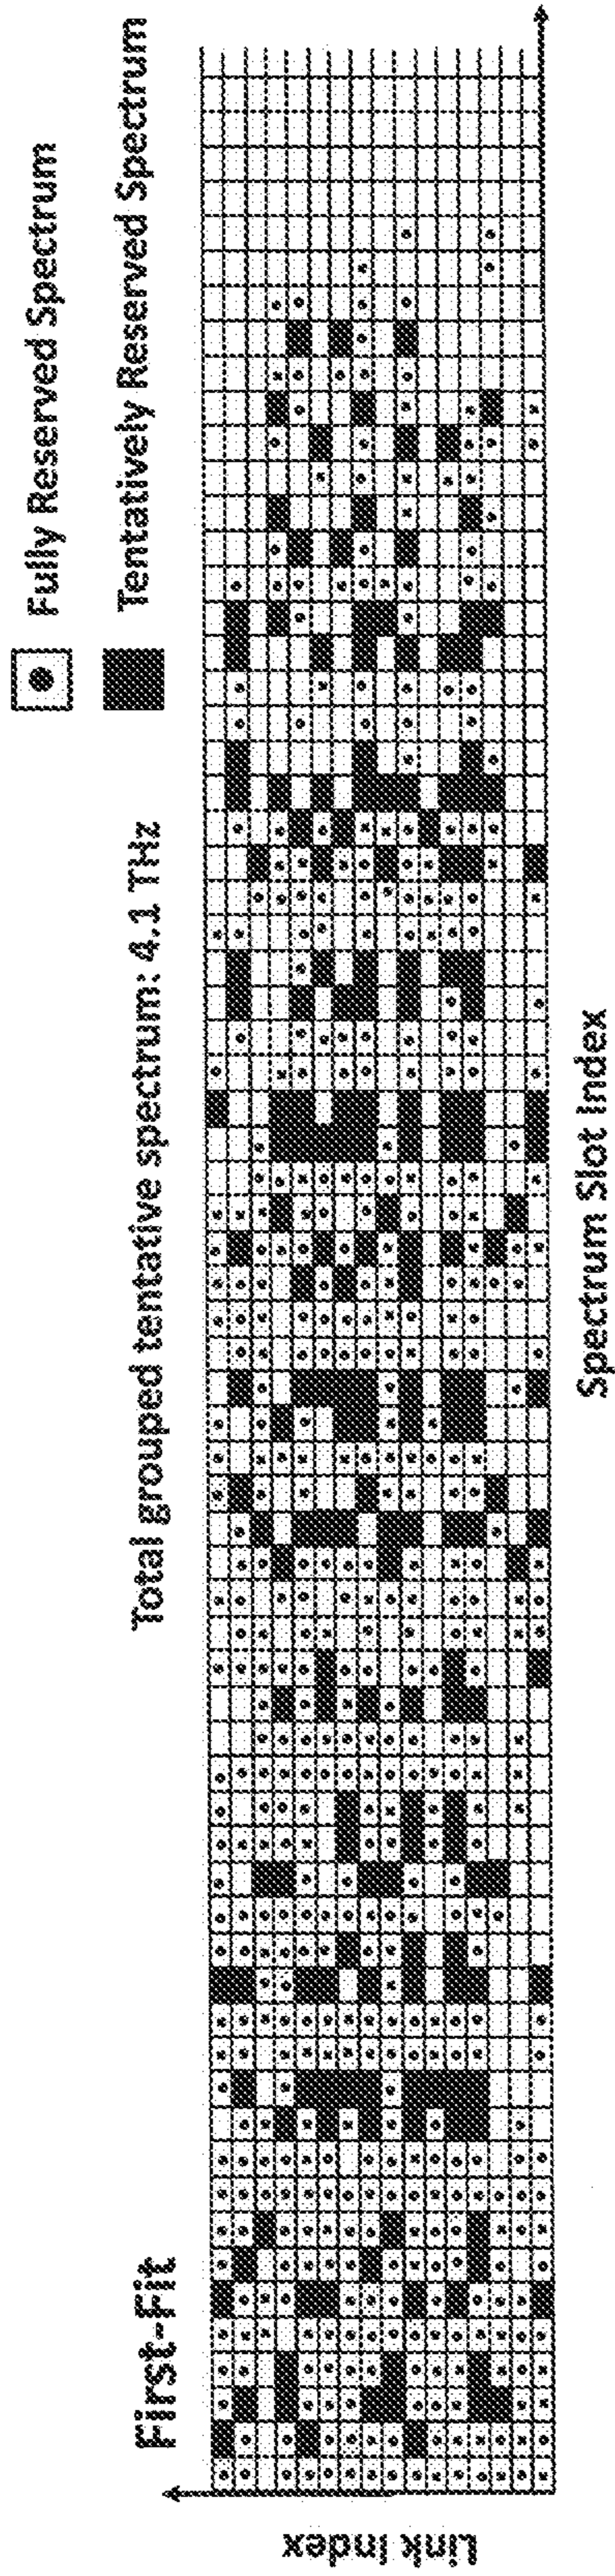 Fully Reserved Spectrum
Tentatively Reserved Spectrum
Total grouped tentative spectrum: 4.1 THz
First-Fit
Link Index
Spectrum Slot Index